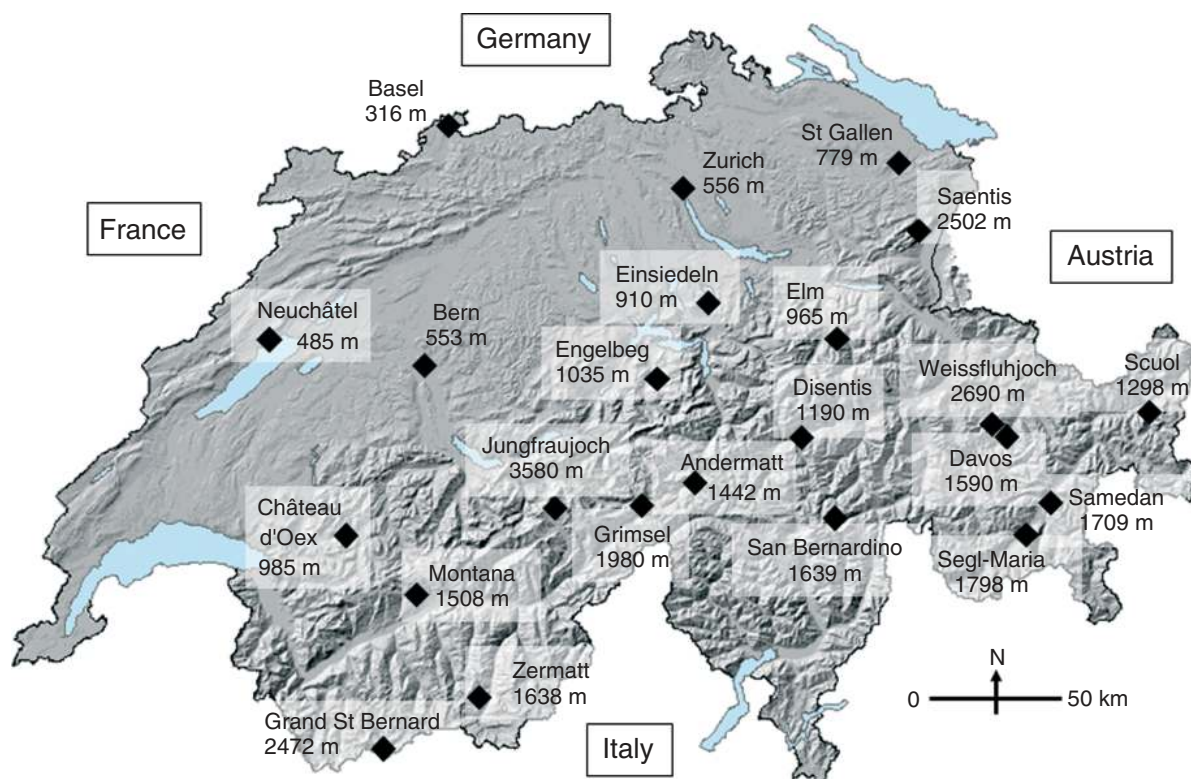 Germany
Basel
316 m
St Gallen
779 m
Zurich
556 m
Saentis
2502 m
France
Austria
Einsiedeln
910 m
Elm
965 m
Neuchâtel
485 m
Bern
553 m
Engelbeg
1035 m
Weissfluhjoch
2690 m
Scuol
1298 m
Disentis
1190 m
Jungfraujoch
3580 m
Andermatt
1442 m
Davos
1590 m
Samedan
1709 m
Château
d'Oex
985 m
Grimsel
1980 m
San Bernardino
1639 m
Segl-Maria
1798 m
Montana
1508 m
Zermatt
1638 m
N
0 50 km
Grand St Bernard
2472 m
Italy